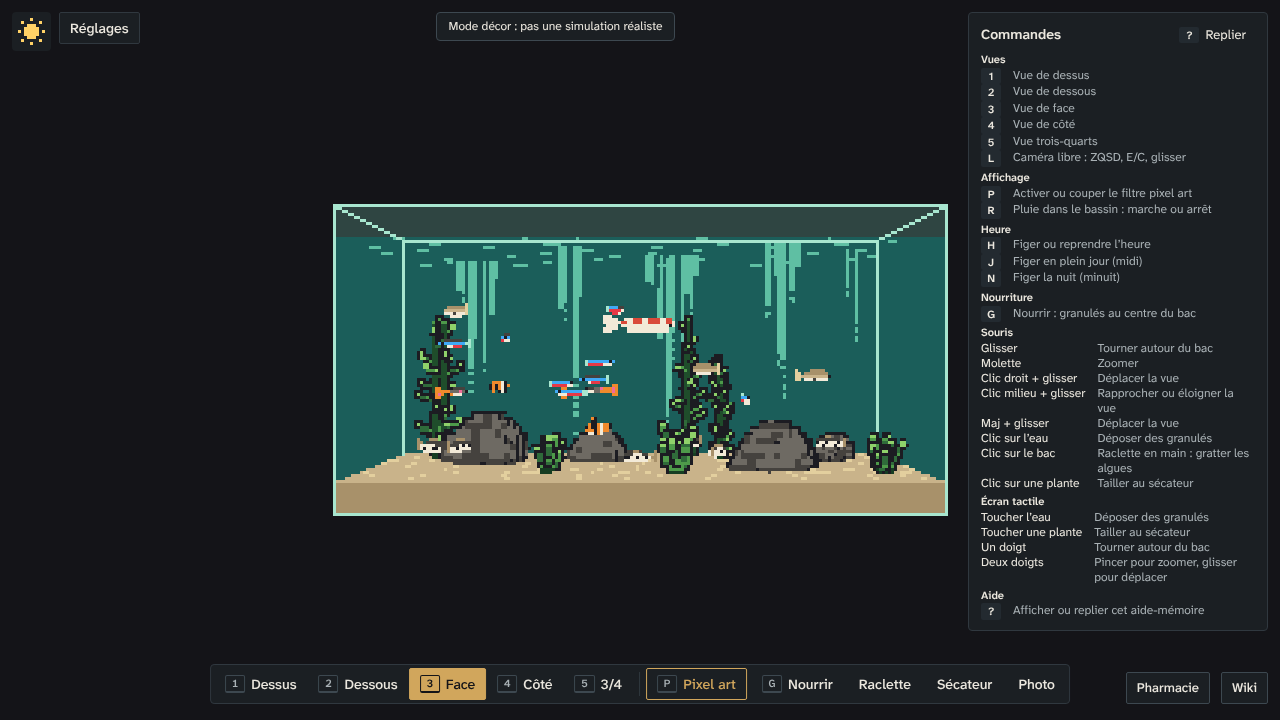 Réglages
Mode décor : pas une simulation réaliste
Commandes
? Replier
Vues
1 Vue de dessus
2 Vue de dessous
3 Vue de face
4 Vue de côté
5 Vue trois-quarts
L Caméra libre : ZQSD, E/C, glisser
Affichage
P Activer ou couper le filtre pixel art
R Pluie dans le bassin : marche ou arrêt
Heure
H Figer ou reprendre l'heure
J Figer en plein jour (midi)
N Figer la nuit (minuit)
Nourriture
G Nourrir : granulés au centre du bac
Souris
Glisser Tourner autour du bac
Molette Zoomer
Clic droit + glisser Déplacer la vue
Clic milieu + glisser Rapprocher ou éloigner la
vue
Maj + glisser Déplacer la vue
Clic sur l'eau Déposer des granulés
Clic sur le bac Raclette en main : gratter les
algues
Clic sur une plante Tailler au sécateur
Écran tactile
Toucher l'eau Déposer des granulés
Toucher une plante Tailler au sécateur
Un doigt Tourner autour du bac
Deux doigts Pincer pour zoomer, glisser
pour déplacer
Aide
? Afficher ou replier cet aide-mémoire
1 Dessus 2 Dessous 3 Face 4 Côté 5 3/4 P Pixel art G Nourrir Raclette Sécateur Photo
Pharmacie Wiki